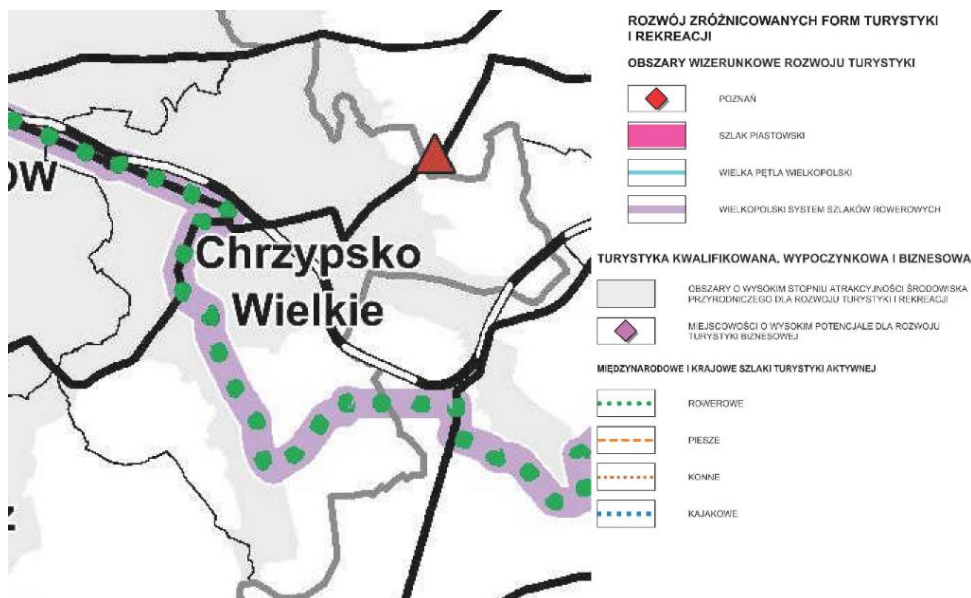 ów
Chrzypsko
Wielkie
z
ROZWÓJ ZRÓŻNICOWANYCH FORM TURYSTYKI
I REKREACJI
OBSZARY WIZERUNKOWE ROZWOJU TURYSTYKI
POZNAŃ
SZLAK PIASTOWSKI
WIELKA PĘTLA WIELKOPOLSKI
WIELKOPOLSKI SYSTEM SZLAKÓW ROWEROWYCH
TURYSTYKA KWALIFIKOWANA, WYPOCZYNKOWA I BIZNESOWA
OBSZARY O WYSOKIM STOPNIU ATRAKCYJNOŚCI ŚRODOWISKA
PRZYRODNICZEGO DLA ROZWOJU TURYSTYKI I REKREACJI
MIEJSCOWOŚCI O WYSOKIM POTENCJALE DLA ROZWOJU
TURYSTYKI BIZNESOWEJ
MIĘDZYNARODOWE I KRAJOWE SZLAKI TURYSTYKI AKTYWNEJ
ROWEROWE
PIESZE
KONNE
KAJAKOWE